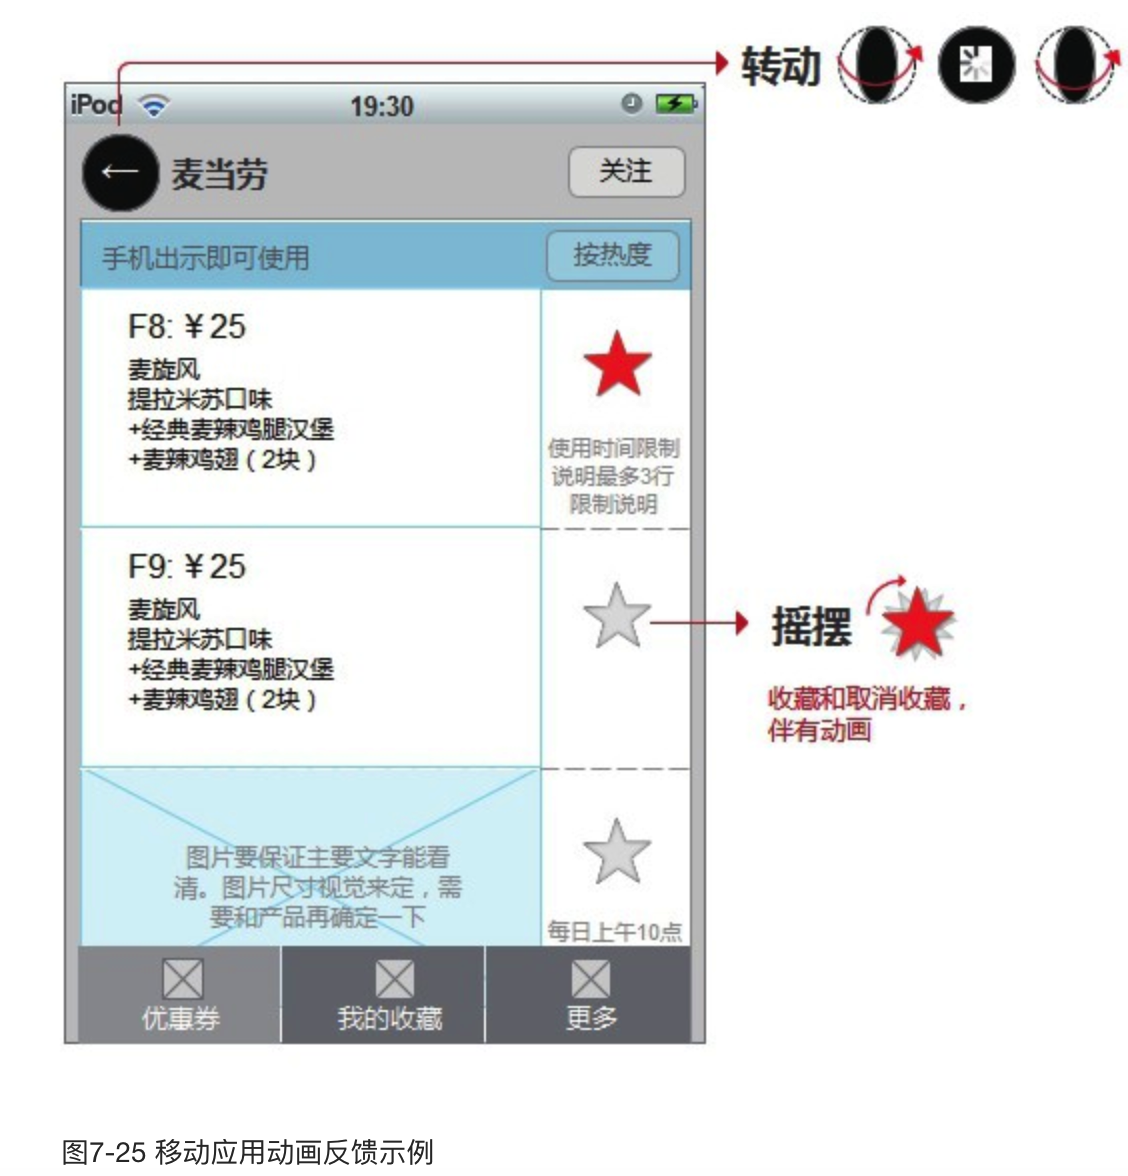 转动
iPod
19:30
←
麦当劳
关注
手机出示即可使用
按热度
F8: ¥25
麦旋风
提拉米苏口味
+经典麦辣鸡腿汉堡
+麦辣鸡翅（2块）
使用时间限制
说明最多3行
限制说明
F9: ¥25
麦旋风
提拉米苏口味
+经典麦辣鸡腿汉堡
+麦辣鸡翅（2块）
摇摆
收藏和取消收藏，
伴有动画
图片要保证主要文字能看
清。图片尺寸视觉来定，需
要和产品再确定一下
每日上午10点
优惠券
我的收藏
更多
图7-25 移动应用动画反馈示例